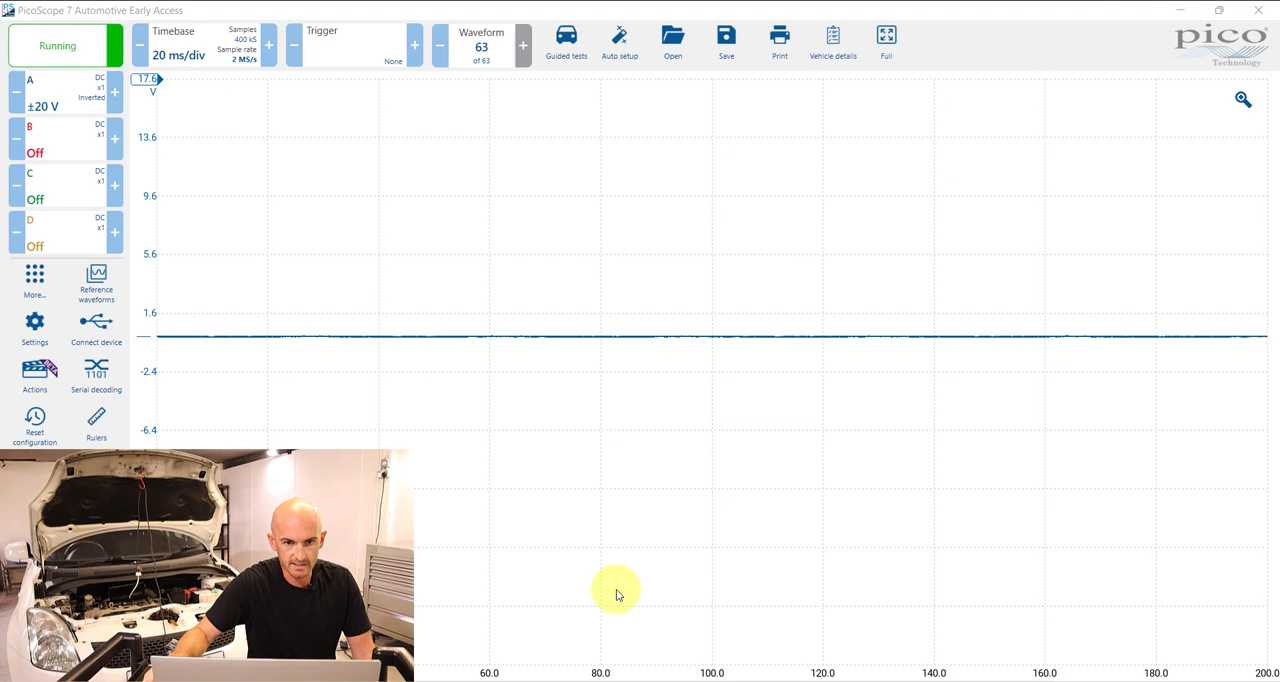 PicoScope 7 Automotive Early Access
Running
Timebase
20 ms/div
Samples
400 kS
Sample rate
2 MS/s
Trigger
None
Waveform
63
of 63
Guided tests
Auto setup
Open
Save
Print
Vehicle details
Full
pico
Technology
A
DC
x1
Inverted
±20 V
B
DC
x1
Off
C
DC
x1
Off
D
DC
x1
Off
More...
Reference
waveforms
Settings
Connect device
BETA
Actions
1101
Serial decoding
Reset
configuration
Rulers
17.6
V
13.6
9.6
5.6
1.6
-2.4
-6.4
60.0
80.0
100.0
120.0
140.0
160.0
180.0
200.0